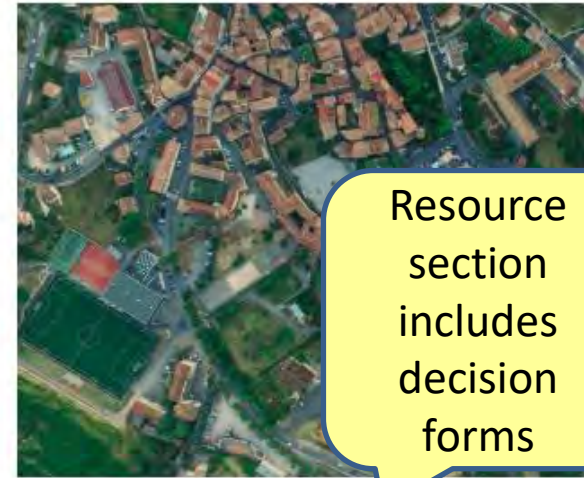 Resource
section
includes
decision
forms